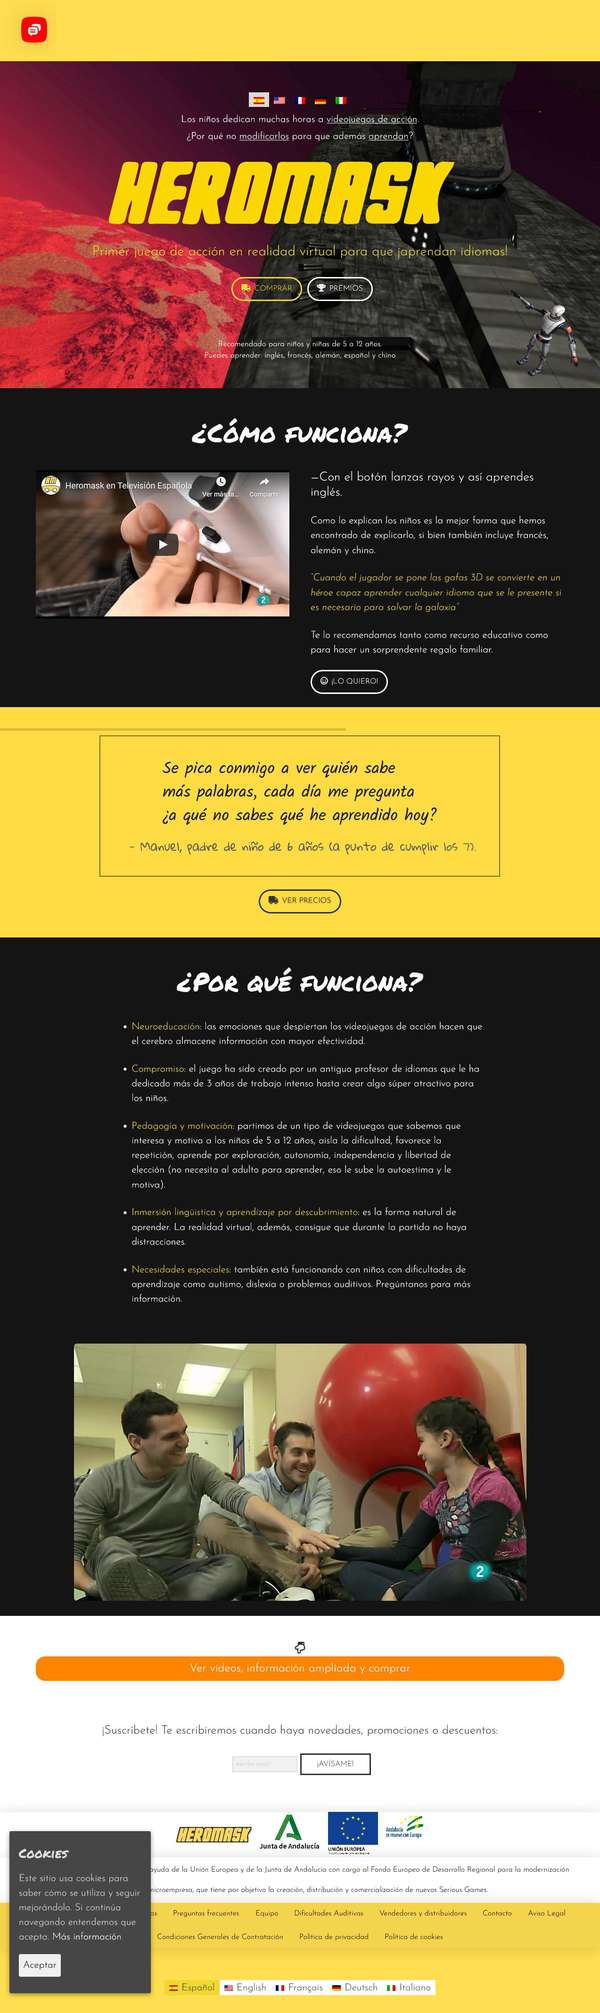 Los niños dedican muchas horas a videojuegos de acción.
¿Por qué no modificarlos para que además aprendan?
HEROMASK
Primer juego de acción en realidad virtual para que ¡aprendan idiomas!
COMPRAR
PREMIOS
Recomendado para niños y niñas de 5 a 12 años.
Puedes aprender: inglés, francés, alemán, español y chino
¿Cómo funciona?
Heromask en Televisión Española
Ver más ta...
Compartir
2
—Con el botón lanzas rayos y así aprendes
inglés.
Como lo explican los niños es la mejor forma que hemos
encontrado de explicarlo, si bien también incluye francés,
alemán y chino.
"Cuando el jugador se pone las gafas 3D se convierte en un
héroe capaz aprender cualquier idioma que se le presente si
es necesario para salvar la galaxia"
Te lo recomendamos tanto como recurso educativo como
para hacer un sorprendente regalo familiar.
¡LO QUIERO!
Se pica conmigo a ver quién sabe
más palabras, cada día me pregunta
¿a qué no sabes qué he aprendido hoy?
- Manuel, padre de niño de 6 años (a punto de cumplir los 7).
VER PRECIOS
¿Por qué funciona?
• Neuroeducación: las emociones que despiertan los videojuegos de acción hacen que
el cerebro almacene información con mayor efectividad.
• Compromiso: el juego ha sido creado por un antiguo profesor de idiomas que le ha
dedicado más de 3 años de trabajo intenso hasta crear algo súper atractivo para
los niños.
• Pedagogía y motivación: partimos de un tipo de videojuegos que sabemos que
interesa y motiva a los niños de 5 a 12 años, aísla la dificultad, favorece la
repetición, aprende por exploración, autonomía, independencia y libertad de
elección (no necesita al adulto para aprender, eso le sube la autoestima y le
motiva).
• Inmersión lingüística y aprendizaje por descubrimiento: es la forma natural de
aprender. La realidad virtual, además, consigue que durante la partida no haya
distracciones.
• Necesidades especiales: también está funcionando con niños con dificultades de
aprendizaje como autismo, dislexia o problemas auditivos. Pregúntanos para más
información.
2
Ver vídeos, información ampliada y comprar
¡Suscríbete! Te escribiremos cuando haya novedades, promociones o descuentos:
¡AVÍSAME!
HEROMASK
Junta de Andalucía
UNIÓN EUROPEA
Andalucía
se mueve con Europa
ayuda de la Unión Europea y de la Junta de Andalucía con cargo al Fondo Europeo de Desarrollo Regional para la modernización
microempresa, que tiene por objetivo la creación, distribución y comercialización de nuevos Serious Games.
Preguntas frecuentes
Equipo
Dificultades Auditivas
Vendedores y distribuidores
Contacto
Aviso Legal
Condiciones Generales de Contratación
Política de privacidad
Política de cookies
Cookies
Este sitio usa cookies para
saber cómo se utiliza y seguir
mejorándolo. Si continúa
navegando entendemos que
acepta. Más información
Aceptar
Español
English
Français
Deutsch
Italiano